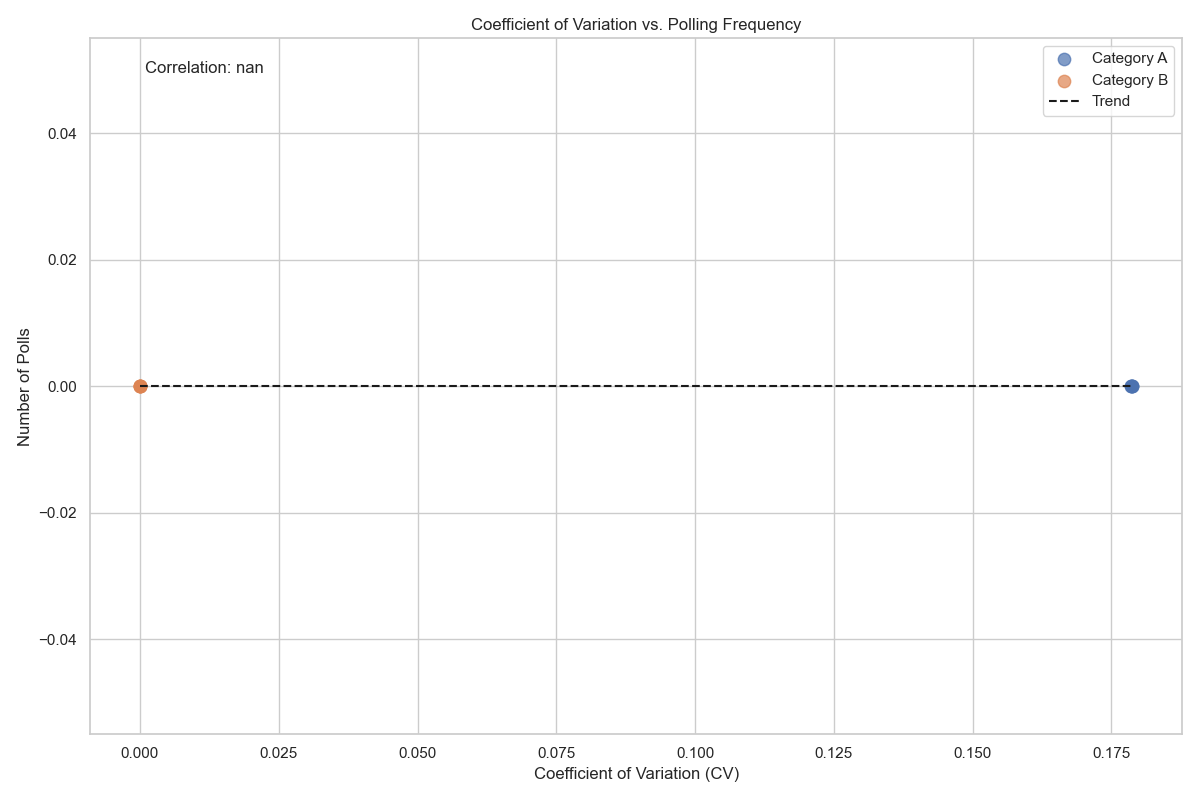 Coefficient of Variation vs. Polling Frequency
Correlation: nan
Category A
Category B
Trend
Number of Polls
0.04
0.02
0.00
−0.02
−0.04
0.000 0.025 0.050 0.075 0.100 0.125 0.150 0.175
Coefficient of Variation (CV)